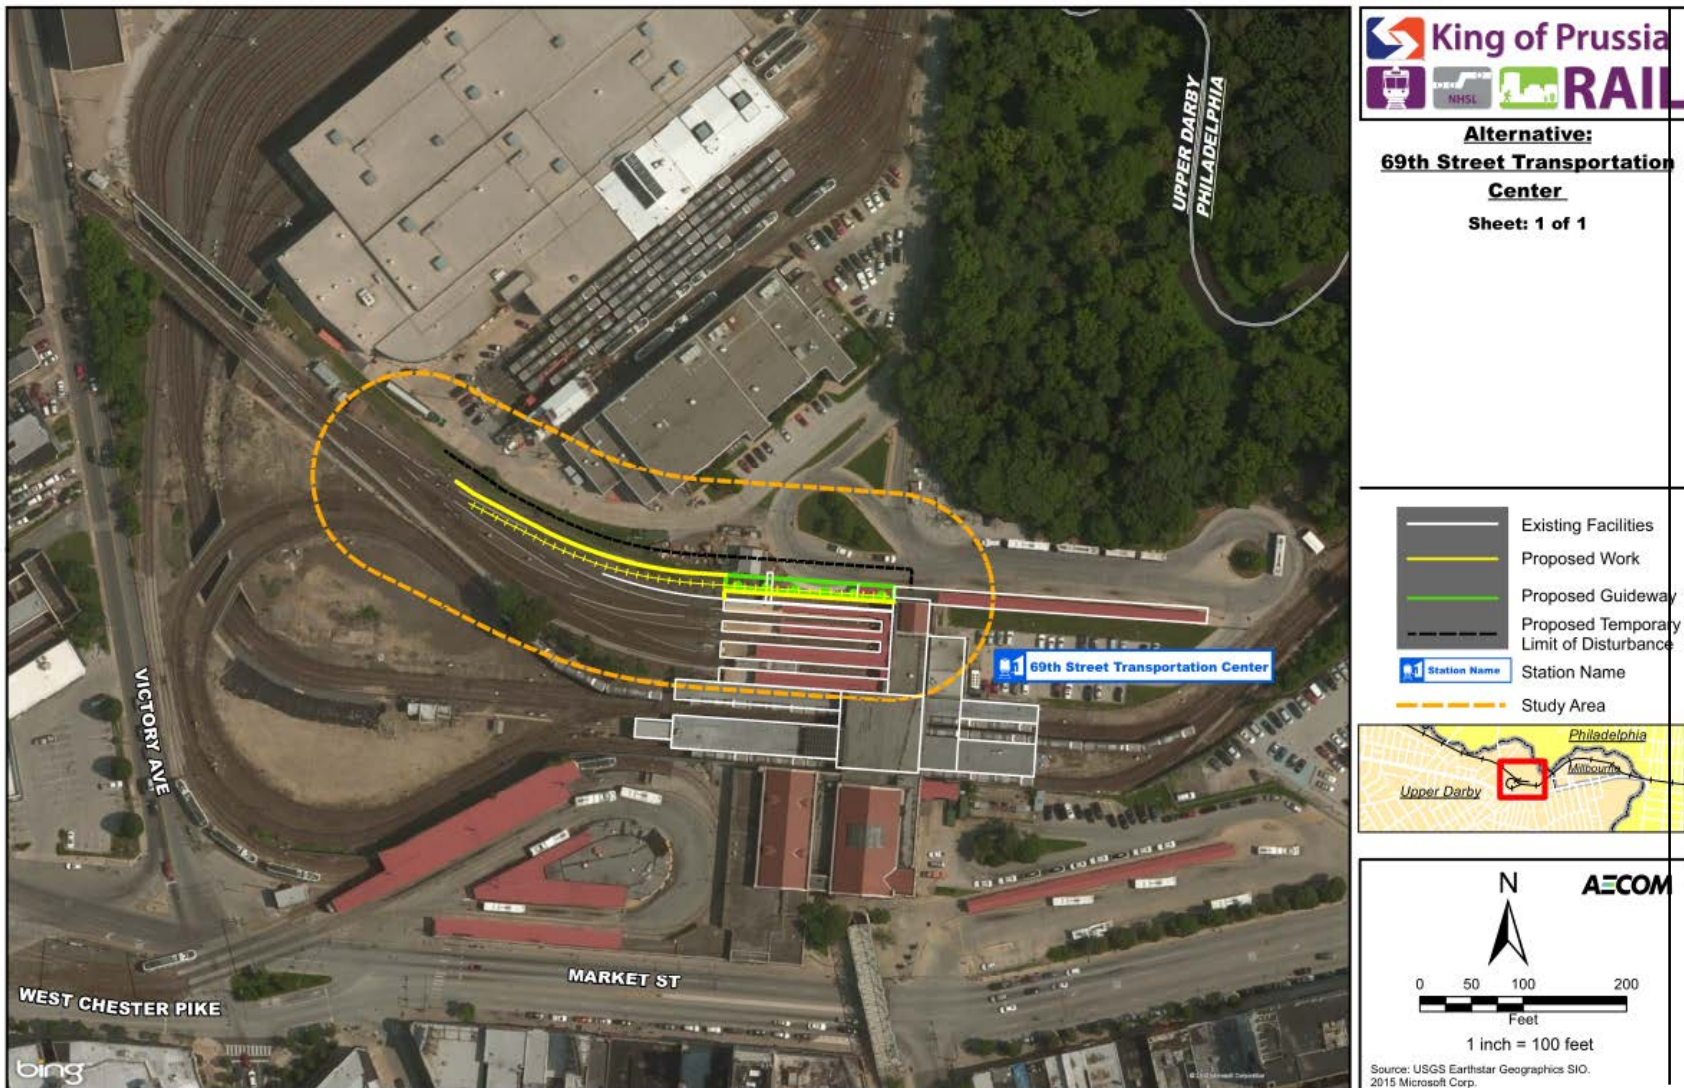 King of Prussia
NHSL
RAIL
Alternative:
69th Street Transportation
Center
Sheet: 1 of 1
UPPER DARBY
PHILADELPHIA
69th Street Transportation Center
VICTORY AVE
MARKET ST
WEST CHESTER PIKE
bing
Existing Facilities
Proposed Work
Proposed Guideway
Proposed Temporary
Limit of Disturbance
Station Name
Station Name
Study Area
Philadelphia
Millbourne
Upper Darby
N
AECOM
0 50 100 200
Feet
1 inch = 100 feet
Source: USGS Earthstar Geographics SIO.
2015 Microsoft Corp.